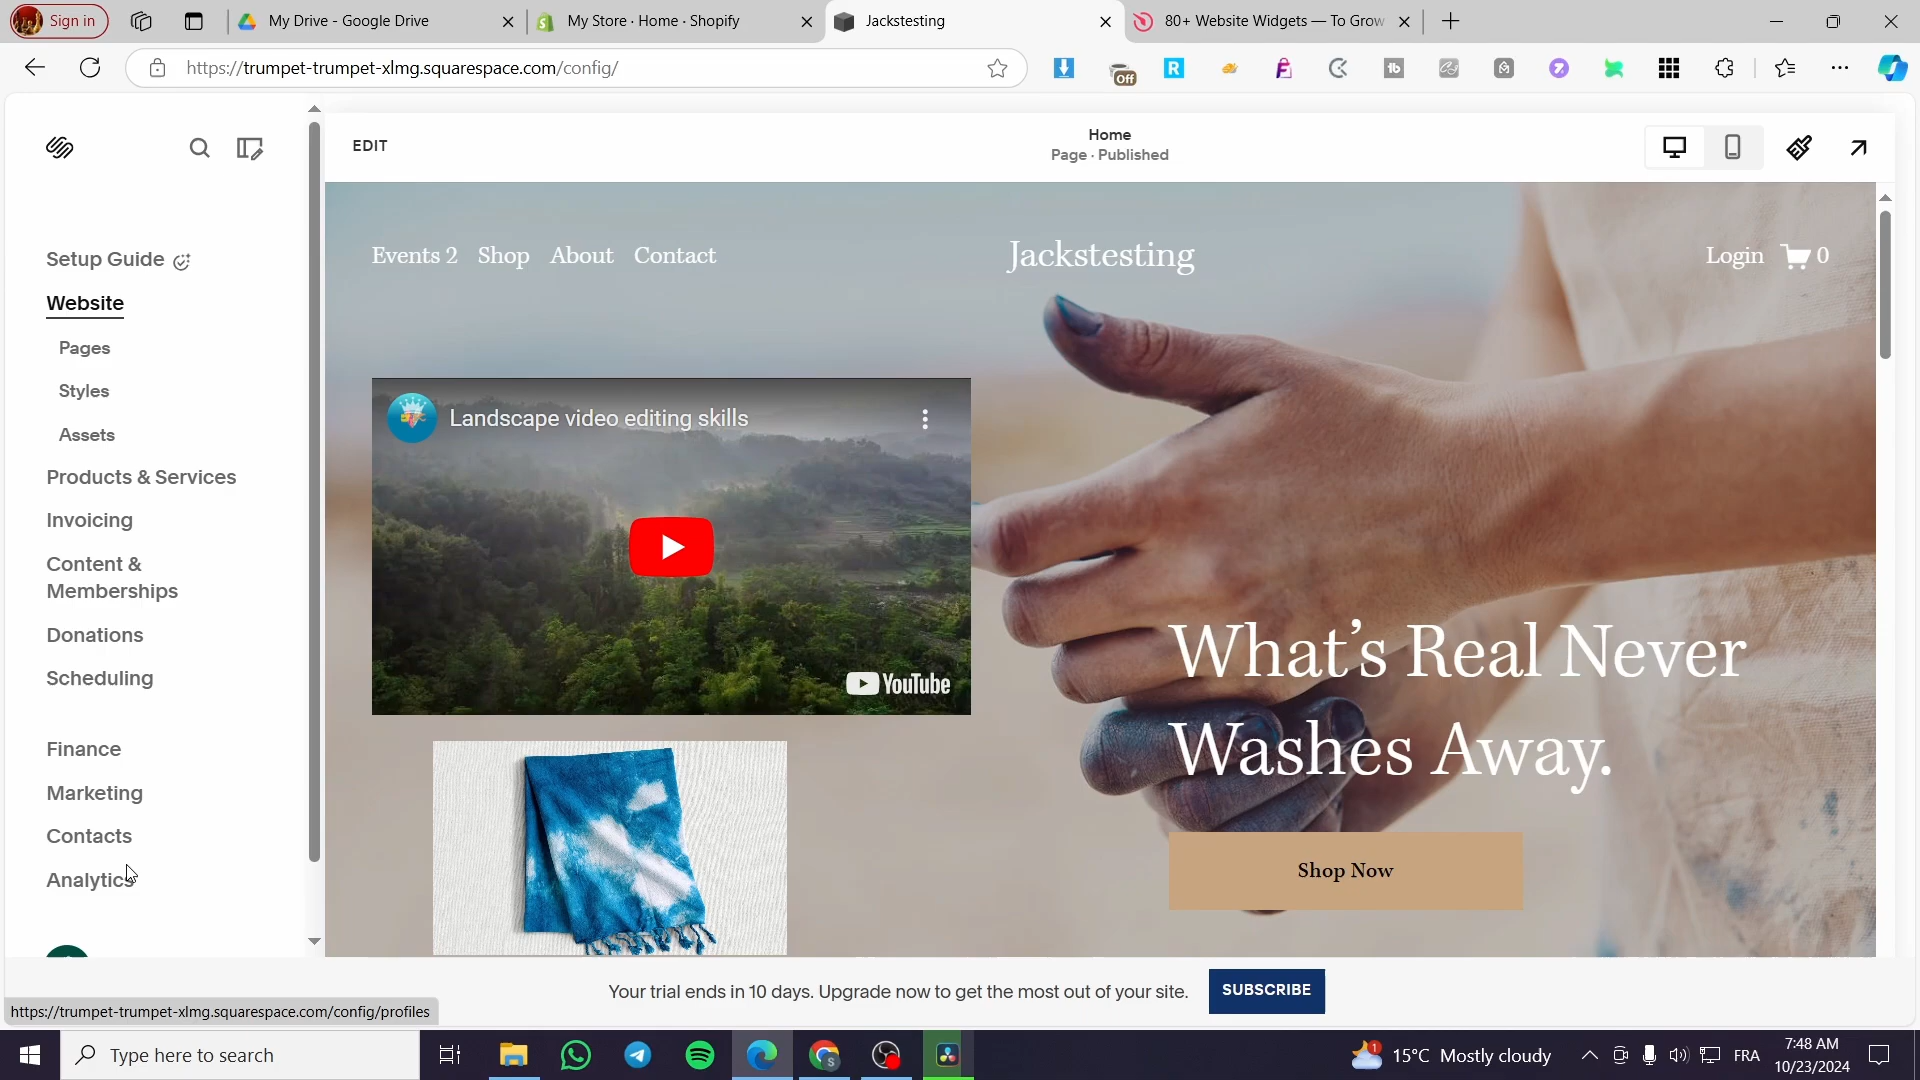 Sign in
My Drive - Google Drive
My Store · Home · Shopify
Jackstesting
80+ Website Widgets — To Grow
https://trumpet-trumpet-xlmg.squarespace.com/config/
Off
EDIT
Home
Page · Published
Setup Guide
Website
Pages
Styles
Assets
Products & Services
Invoicing
Content &
Memberships
Donations
Scheduling
Finance
Marketing
Contacts
Analytics
Events 2 Shop About Contact
Jackstesting
Login 0
Landscape video editing skills
YouTube
What's Real Never
Washes Away.
Shop Now
Your trial ends in 10 days. Upgrade now to get the most out of your site.
SUBSCRIBE
https://trumpet-trumpet-xlmg.squarespace.com/config/profiles
Type here to search
15°C Mostly cloudy
FRA
7:48 AM
10/23/2024